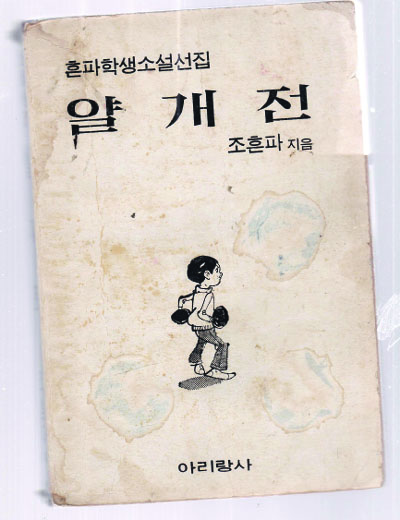 흔파학생소설선집
얄개전
조흔파 지음
아리랑사